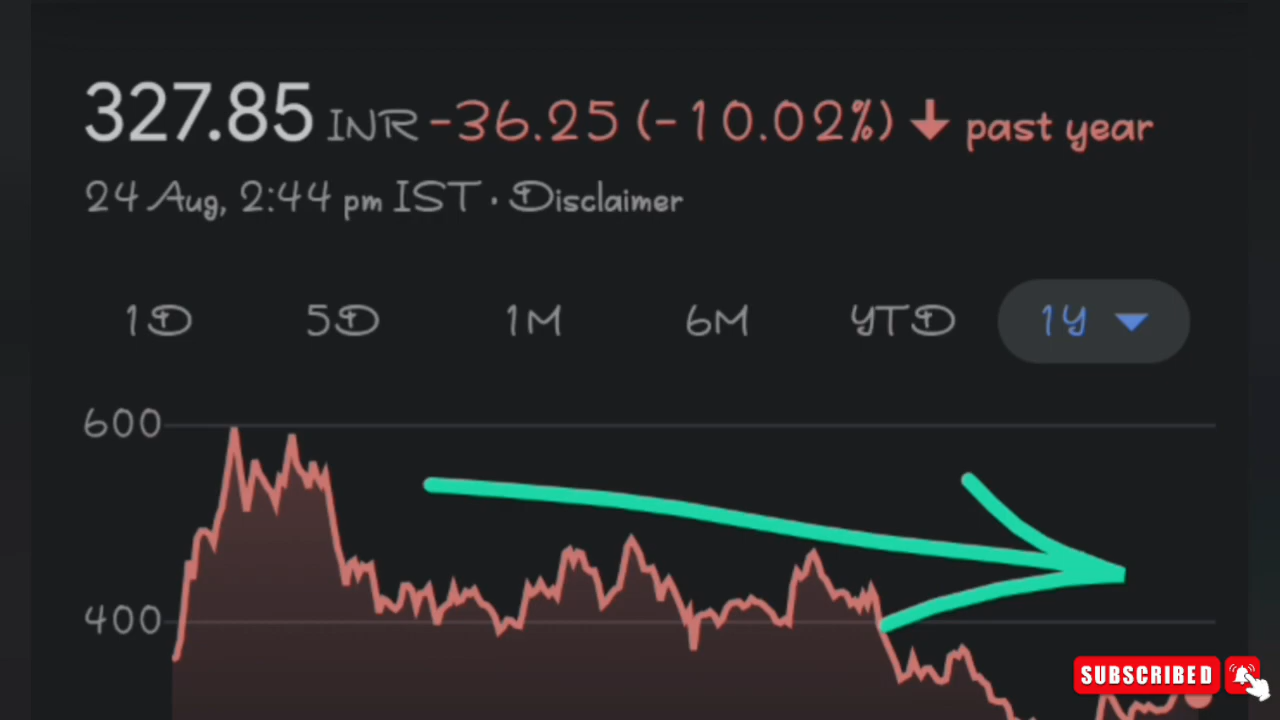 327.85 INR -36.25 (-10.02%) ↓ past year
24 Aug, 2:44 pm IST · Disclaimer
1D 5D 1M 6M YTD 1Y
600
400
SUBSCRIBED